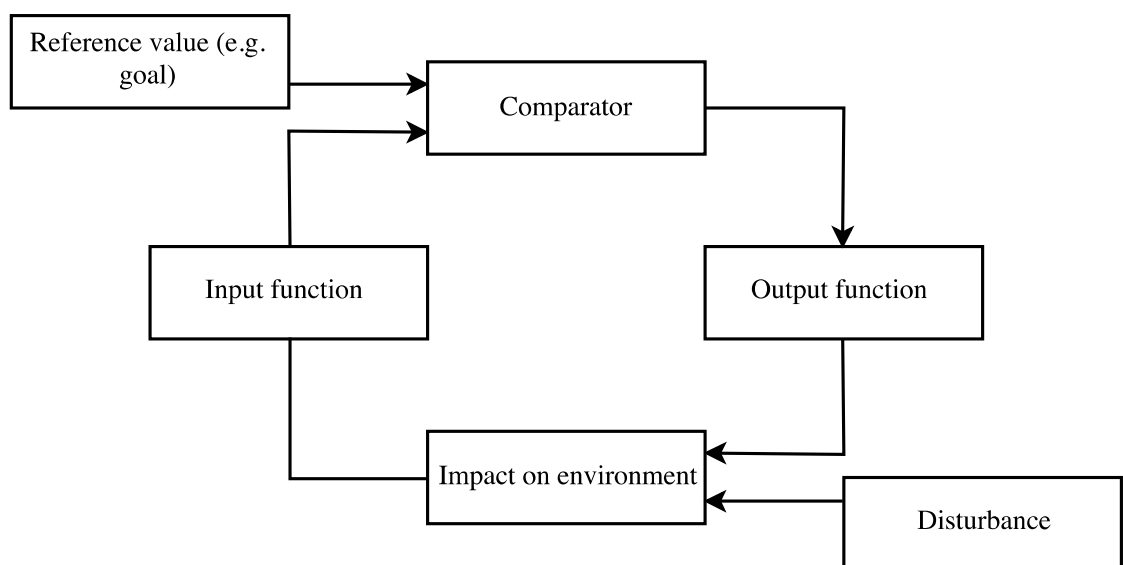 Reference value (e.g.
goal)
Comparator
Input function
Output function
Impact on environment
Disturbance